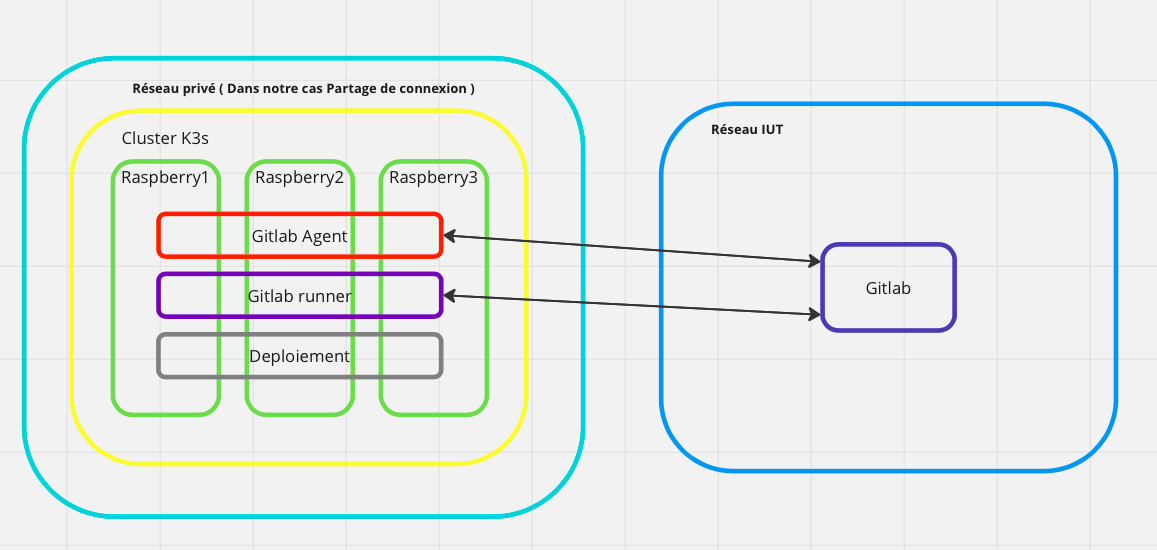 Réseau privé ( Dans notre cas Partage de connexion )
Cluster K3s
Raspberry1
Raspberry2
Raspberry3
Gitlab Agent
Gitlab runner
Deploiement
Réseau IUT
Gitlab